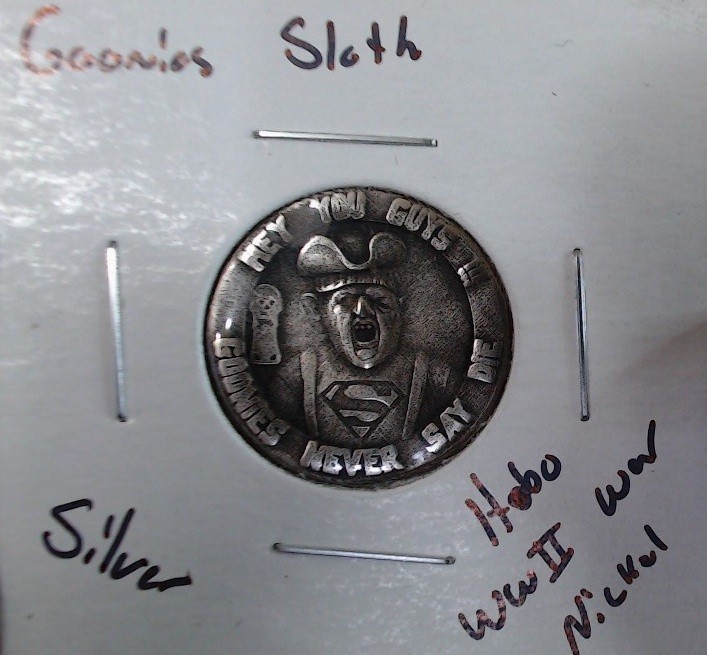 Goonies Sloth
HEY YOU GUYS !!!
GOONIES NEVER SAY DIE
S
Silver
Hobo
WWII War
Nickel